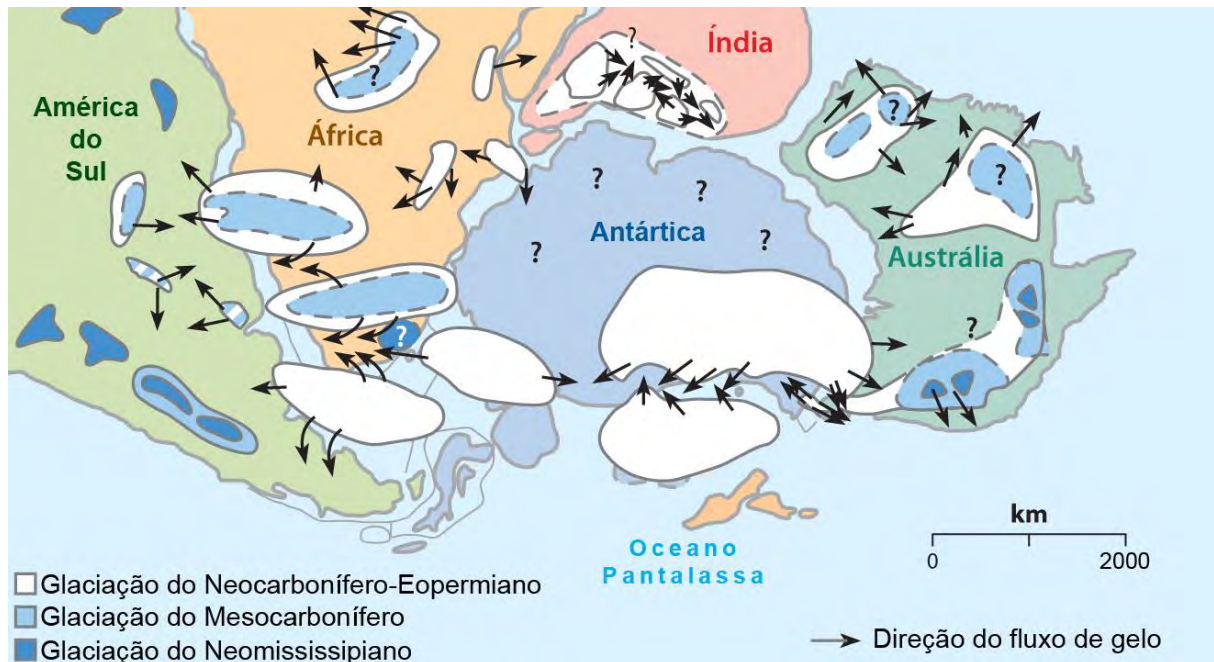 ?
Índia
América
do
Sul
?
?
África
?
?
?
?
Antártica
?
?
Austrália
?
?
km
0
2000
Oceano
Pantalassa
Glaciação do Neocarbonífero-Eopermiano
Glaciação do Mesocarbonífero
Glaciação do Neomississipiano
Direção do fluxo de gelo